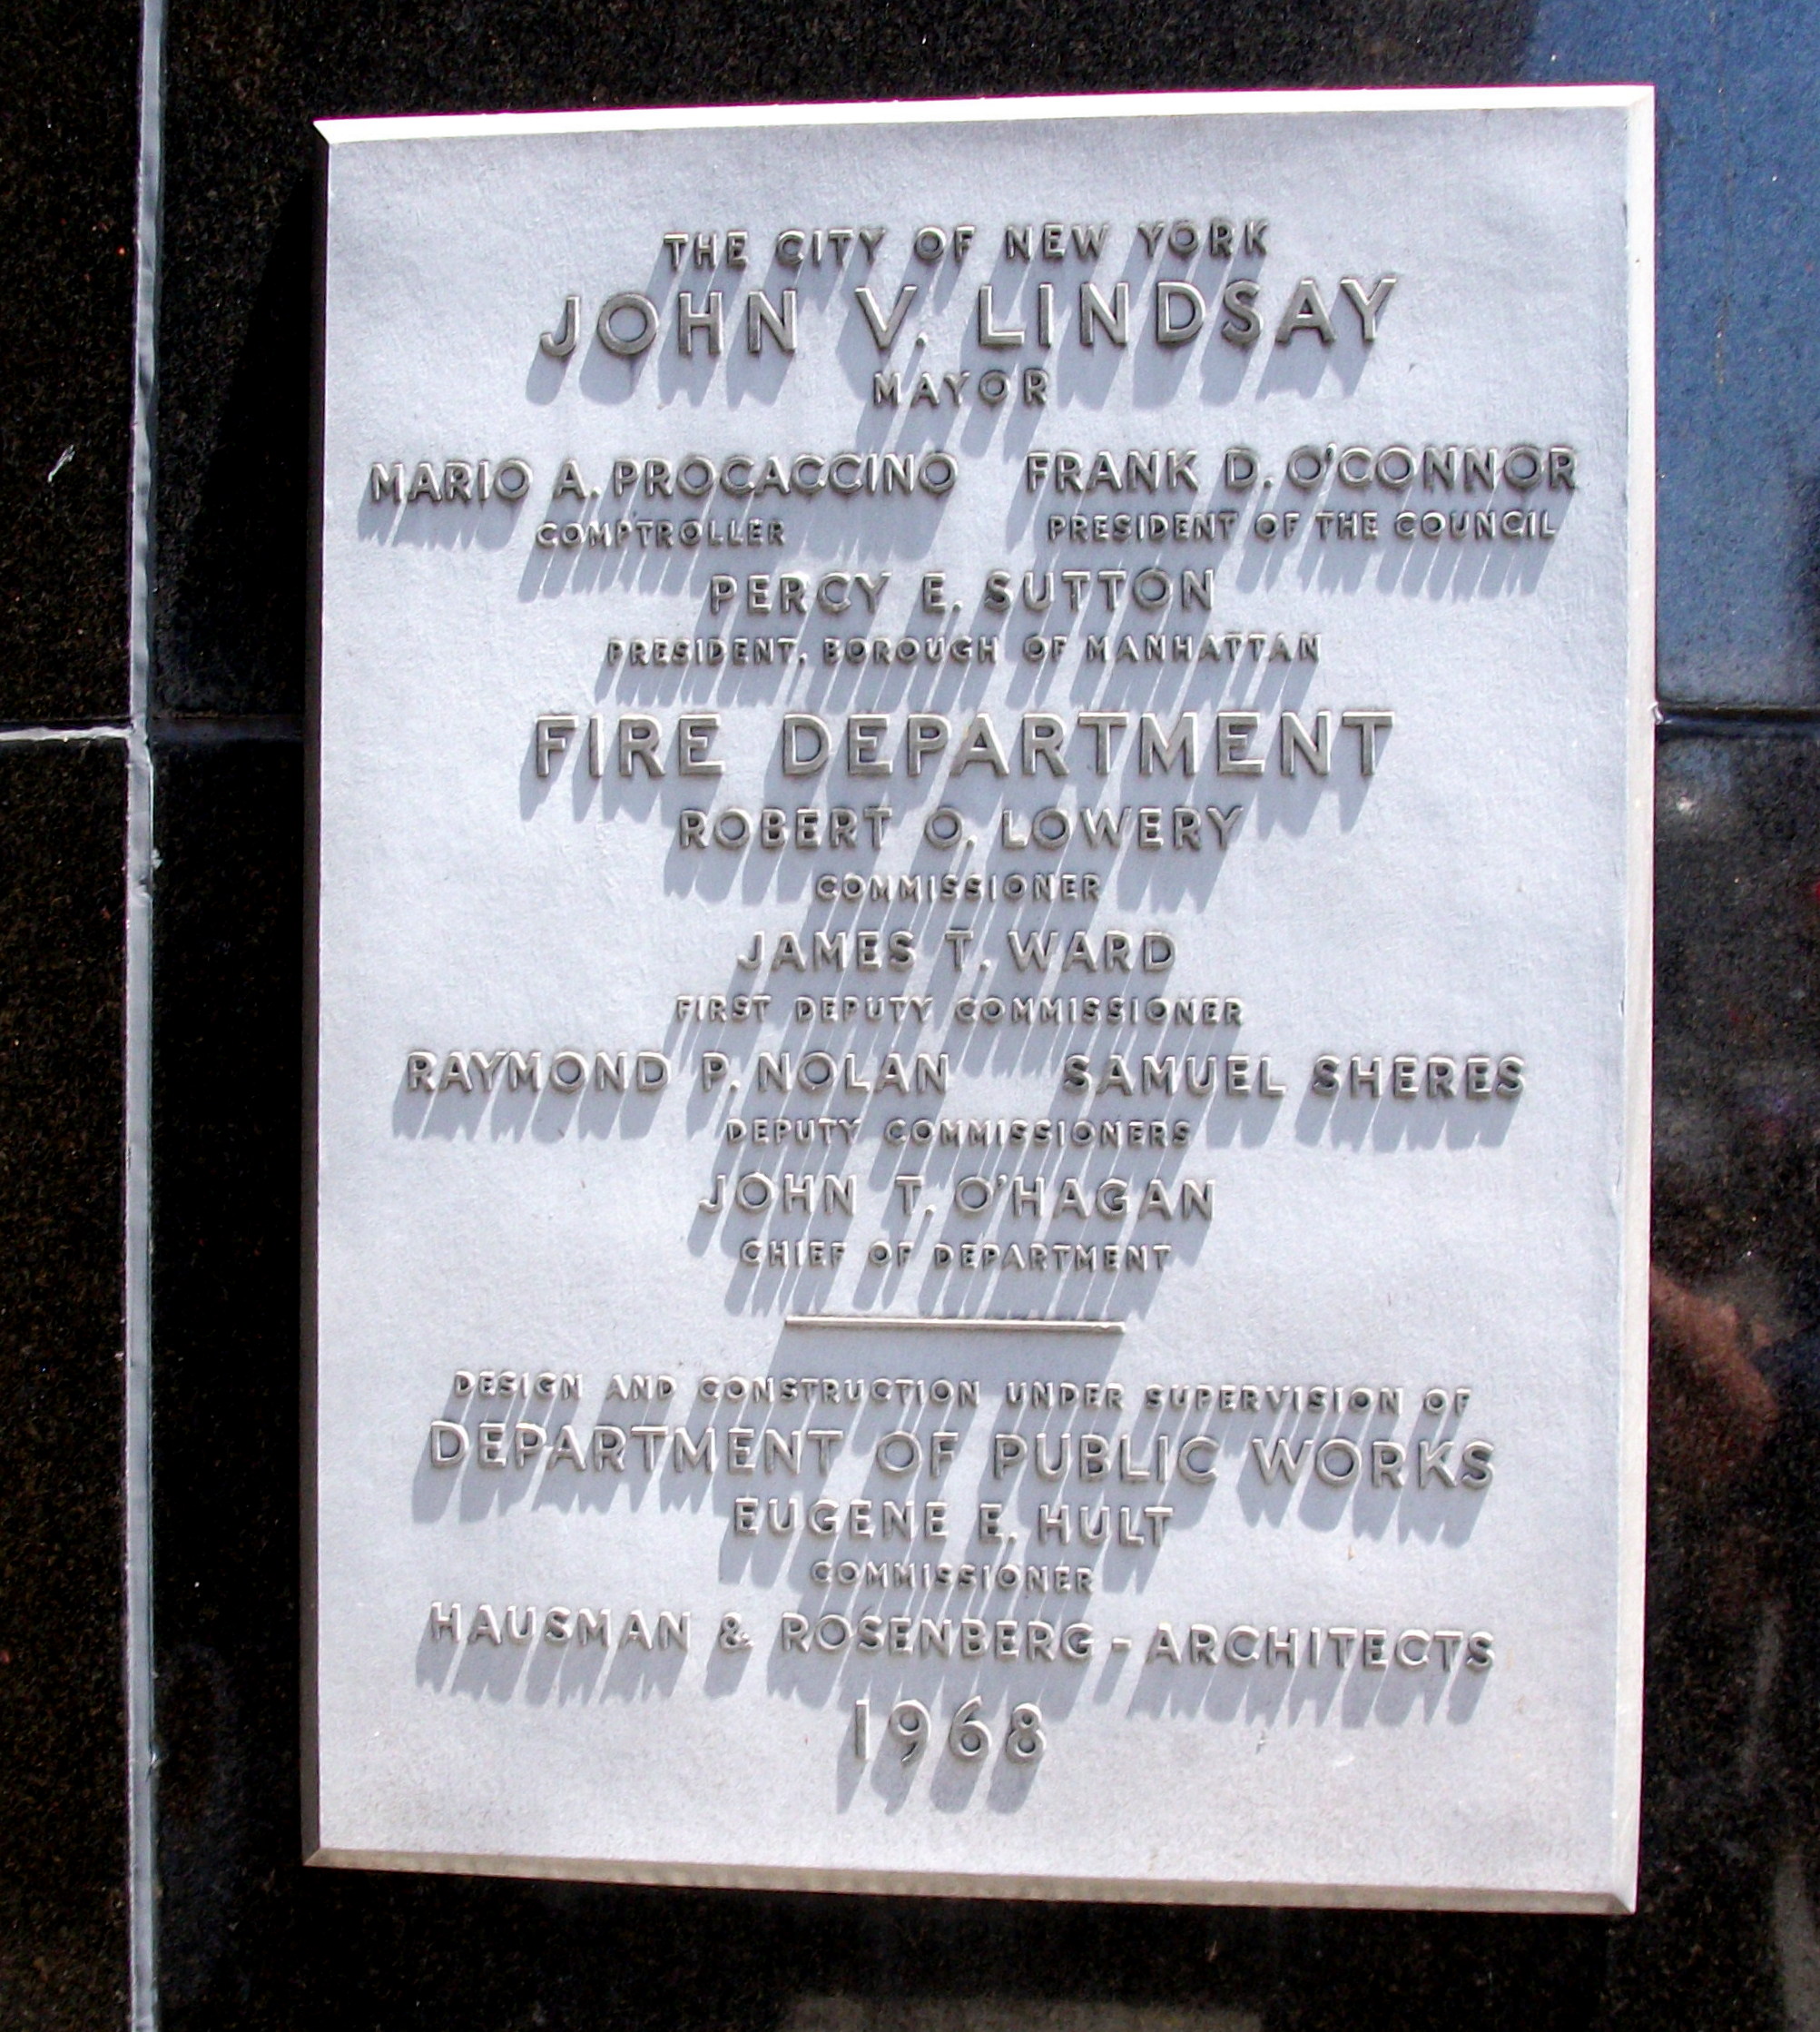 THE CITY OF NEW YORK
JOHN V. LINDSAY
MAYOR
MARIO A. PROCACCINO FRANK D. O'CONNOR
COMPTROLLER PRESIDENT OF THE COUNCIL
PERCY E. SUTTON
PRESIDENT, BOROUGH OF MANHATTAN
FIRE DEPARTMENT
ROBERT O. LOWERY
COMMISSIONER
JAMES T. WARD
FIRST DEPUTY COMMISSIONER
RAYMOND P. NOLAN SAMUEL SHERES
DEPUTY COMMISSIONERS
JOHN T. O'HAGAN
CHIEF OF DEPARTMENT
DESIGN AND CONSTRUCTION UNDER SUPERVISION OF
DEPARTMENT OF PUBLIC WORKS
EUGENE E. HULT
COMMISSIONER
HAUSMAN & ROSENBERG - ARCHITECTS
1968